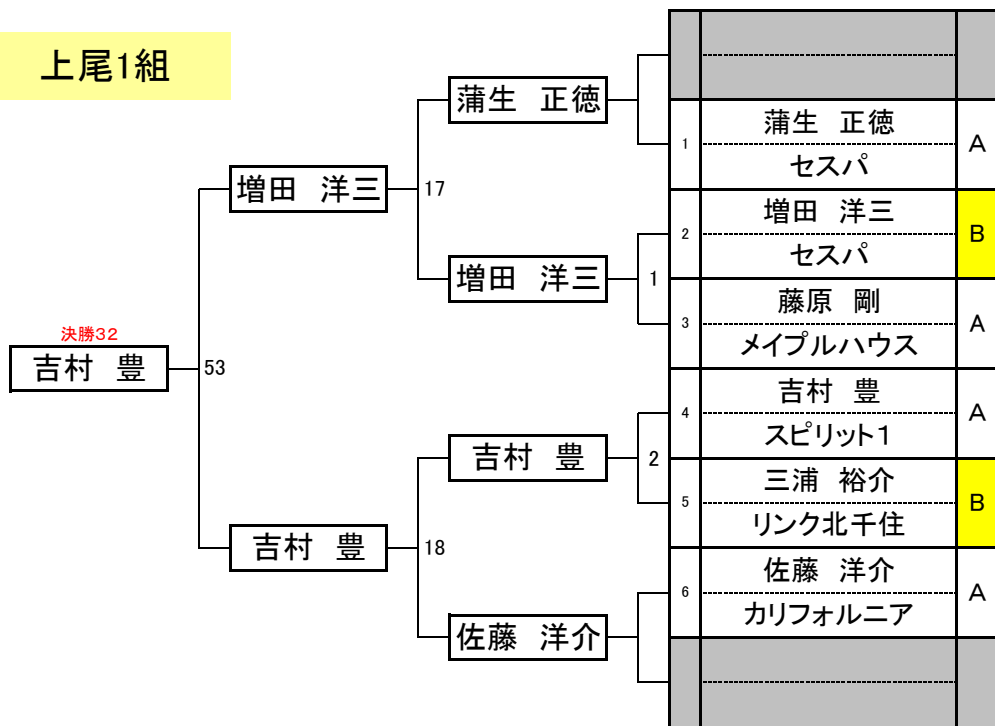 上尾1組
決勝32
吉村　豊
53
増田　洋三
吉村　豊
17
18
蒲生　正徳
増田　洋三
吉村　豊
佐藤　洋介
1
2
1
蒲生　正徳
セスパ
A
2
増田　洋三
セスパ
B
3
藤原　剛
メイプルハウス
A
4
吉村　豊
スピリット1
A
5
三浦　裕介
リンク北千住
B
6
佐藤　洋介
カリフォルニア
A